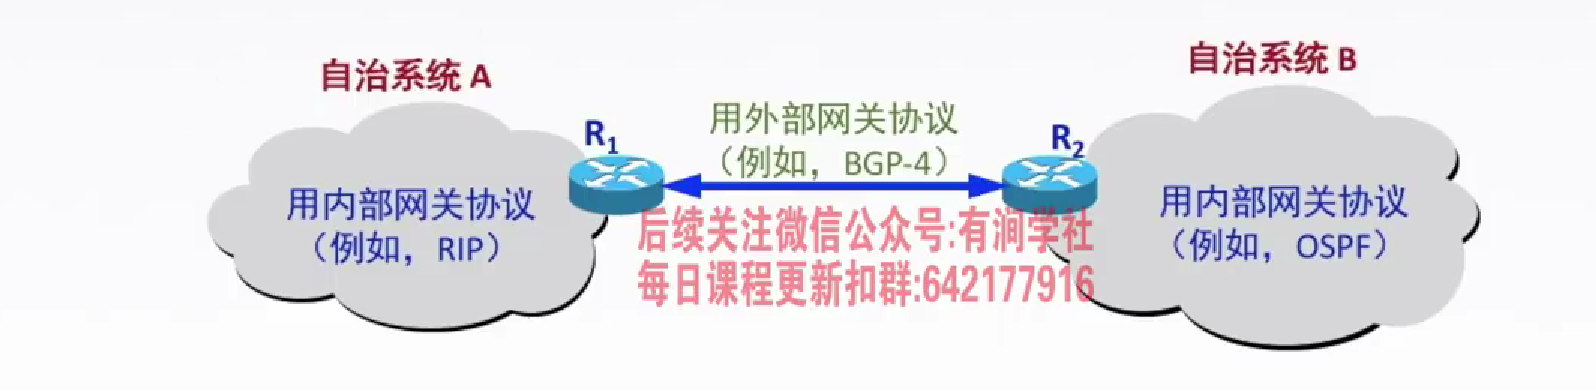 自治系统 A
自治系统 B
R1
用外部网关协议
（例如，BGP-4）
R2
用内部网关协议
（例如，RIP）
用内部网关协议
（例如，OSPF）
后续关注微信公众号:有涧学社
每日课程更新扣群:642177916